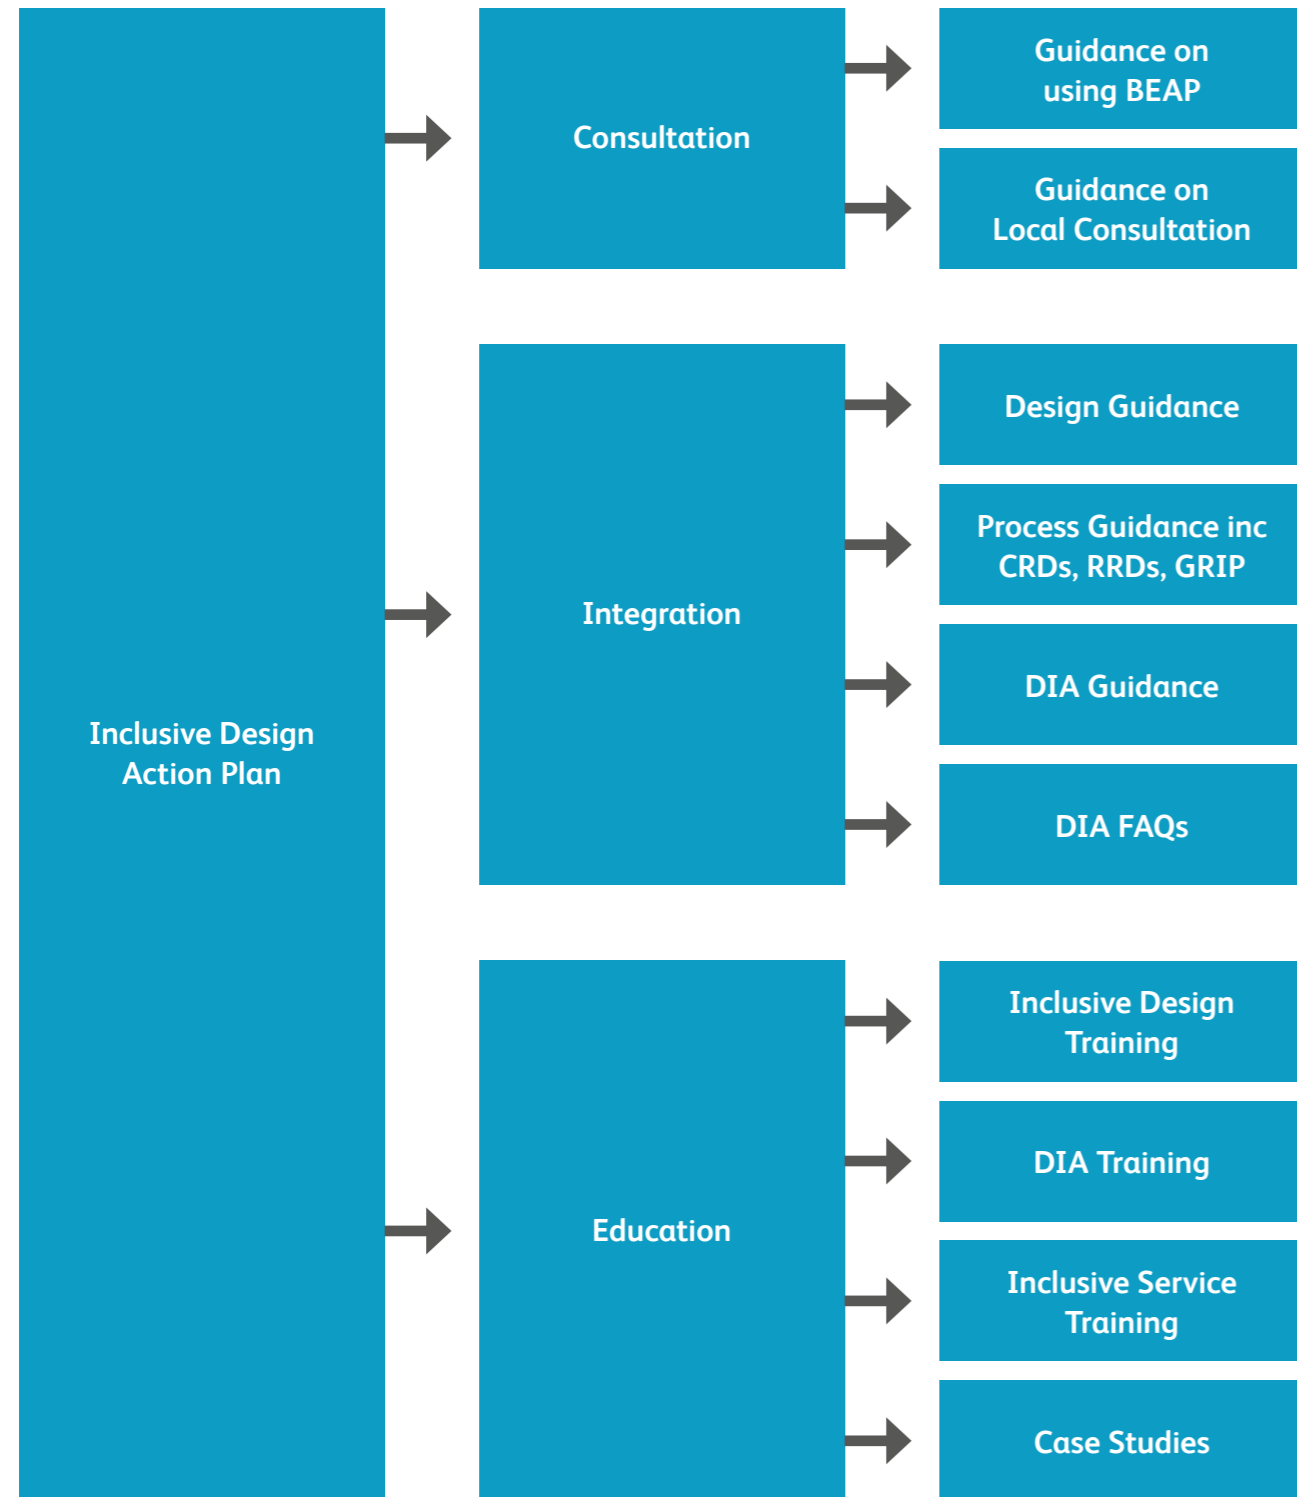 Inclusive Design
Action Plan
Consultation
Guidance on
using BEAP
Guidance on
Local Consultation
Integration
Design Guidance
Process Guidance inc
CRDs, RRDs, GRIP
DIA Guidance
DIA FAQs
Education
Inclusive Design
Training
DIA Training
Inclusive Service
Training
Case Studies